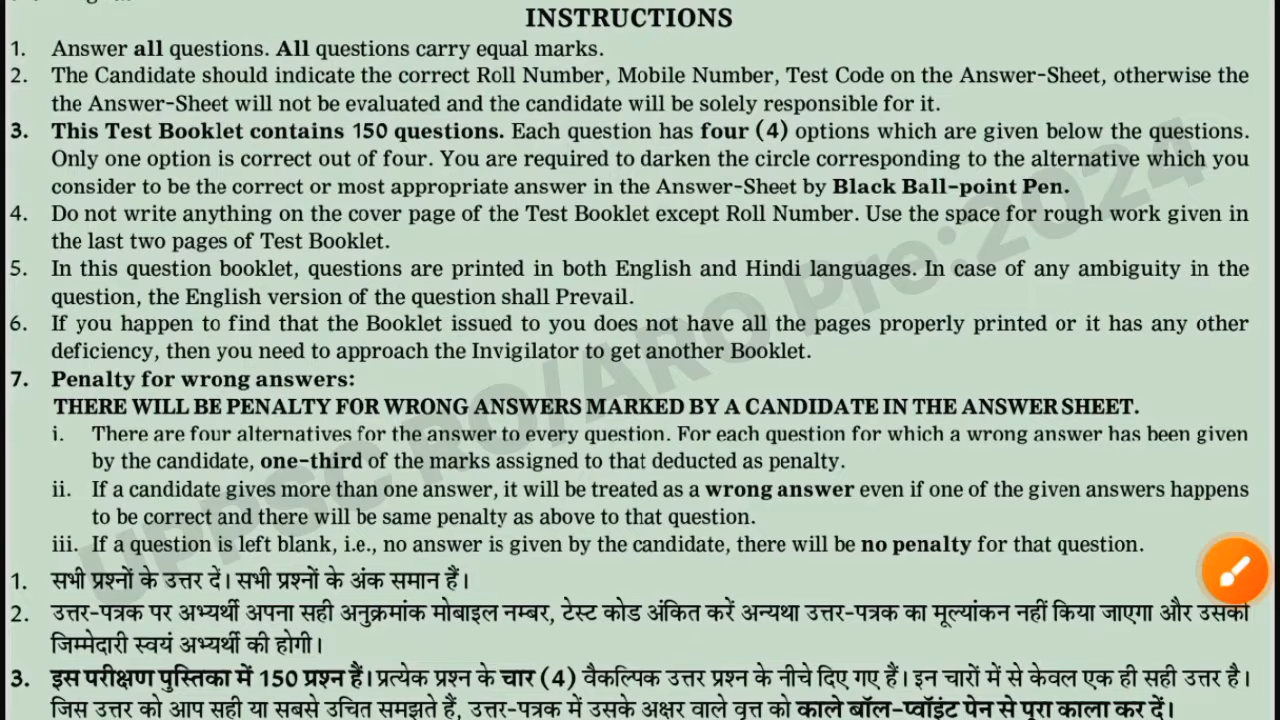 INSTRUCTIONS
1. Answer all questions. All questions carry equal marks.
2. The Candidate should indicate the correct Roll Number, Mobile Number, Test Code on the Answer-Sheet, otherwise the
the Answer-Sheet will not be evaluated and the candidate will be solely responsible for it.
3. This Test Booklet contains 150 questions. Each question has four (4) options which are given below the questions.
Only one option is correct out of four. You are required to darken the circle corresponding to the alternative which you
consider to be the correct or most appropriate answer in the Answer-Sheet by Black Ball-point Pen.
4. Do not write anything on the cover page of the Test Booklet except Roll Number. Use the space for rough work given in
the last two pages of Test Booklet.
5. In this question booklet, questions are printed in both English and Hindi languages. In case of any ambiguity in the
question, the English version of the question shall Prevail.
6. If you happen to find that the Booklet issued to you does not have all the pages properly printed or it has any other
deficiency, then you need to approach the Invigilator to get another Booklet.
7. Penalty for wrong answers:
THERE WILL BE PENALTY FOR WRONG ANSWERS MARKED BY A CANDIDATE IN THE ANSWER SHEET.
i. There are four alternatives for the answer to every question. For each question for which a wrong answer has been given
by the candidate, one-third of the marks assigned to that deducted as penalty.
ii. If a candidate gives more than one answer, it will be treated as a wrong answer even if one of the given answers happens
to be correct and there will be same penalty as above to that question.
iii. If a question is left blank, i.e., no answer is given by the candidate, there will be no penalty for that question.
1. सभी प्रश्नों के उत्तर दें। सभी प्रश्नों के अंक समान हैं।
2. उत्तर-पत्रक पर अभ्यर्थी अपना सही अनुक्रमांक मोबाइल नम्बर, टेस्ट कोड अंकित करें अन्यथा उत्तर-पत्रक का मूल्यांकन नहीं किया जाएगा और उसकी
जिम्मेदारी स्वयं अभ्यर्थी की होगी।
3. इस परीक्षण पुस्तिका में 150 प्रश्न हैं। प्रत्येक प्रश्न के चार (4) वैकल्पिक उत्तर प्रश्न के नीचे दिए गए हैं। इन चारों में से केवल एक ही सही उत्तर है।
जिस उत्तर को आप सही या सबसे उचित समझते हैं, उत्तर-पत्रक में उसके अक्षर वाले वृत्त को काले बॉल-प्वॉइंट पेन से पूरा काला कर दें।
UPPSC RO/ARO Pre:2024